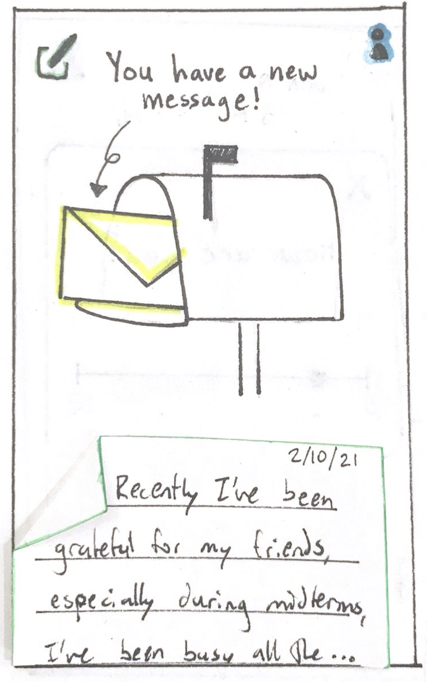 You have a new
message!
2/10/21
Recently I've been
grateful for my friends,
especially during midterms,
I've been busy all the...